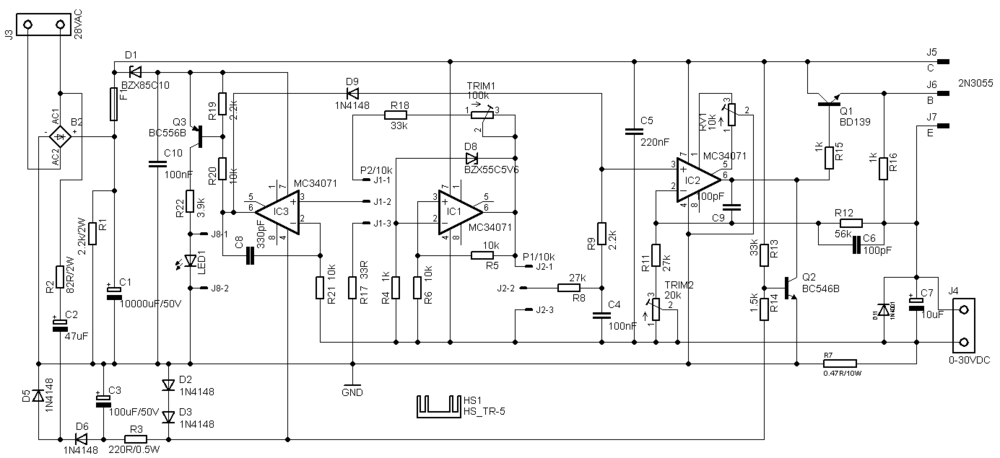 J3
28VAC
D1
BZX85C10
F1
AC1
AC2
-
+
B2
Q3
BC556B
R19
2.2k
R20
10k
C10
100nF
R22
3.9k
J8-1
LED1
J8-2
C8
330pF
MC34071
IC3
R1
2.2k/2W
R2
82R/2W
C1
10000uF/50V
C2
47uF
D5
1N4148
D6
1N4148
C3
100uF/50V
R3
220R/0.5W
D2
1N4148
D3
1N4148
D9
1N4148
R18
33k
TRIM1
100k
D8
BZX55C5V6
P2/10k
J1-1
J1-2
J1-3
R21
10k
R17
33R
R4
1k
R6
10k
IC1
MC34071
R5
10k
P1/10k
J2-1
J2-2
J2-3
27k
R8
R9
2.2k
C4
100nF
C5
220nF
GND
HS1
HS_TR-5
RV1
10k
MC34071
IC2
100pF
C9
R11
27k
TRIM2
20k
R13
33k
R14
1.5k
Q2
BC546B
Q1
BD139
R15
1k
R16
1k
R12
56k
C6
100pF
D11
C7
10uF
R7
0.47R/10W
J5
C
J6
B
2N3055
J7
E
J4
0-30VDC